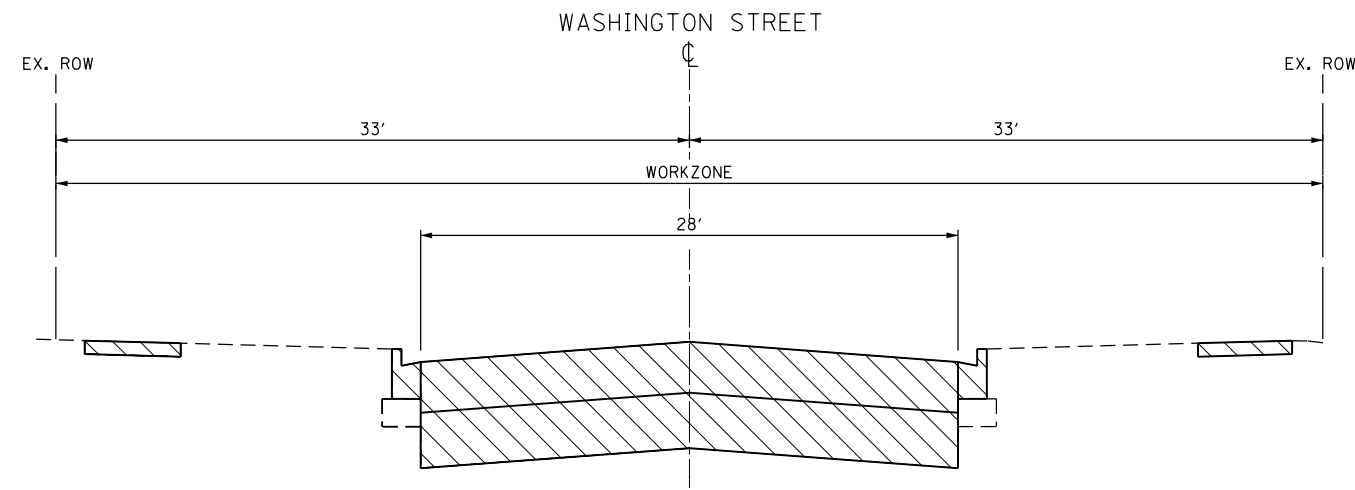 WASHINGTON STREET
℄
EX. ROW
EX. ROW
33'
33'
WORKZONE
28'